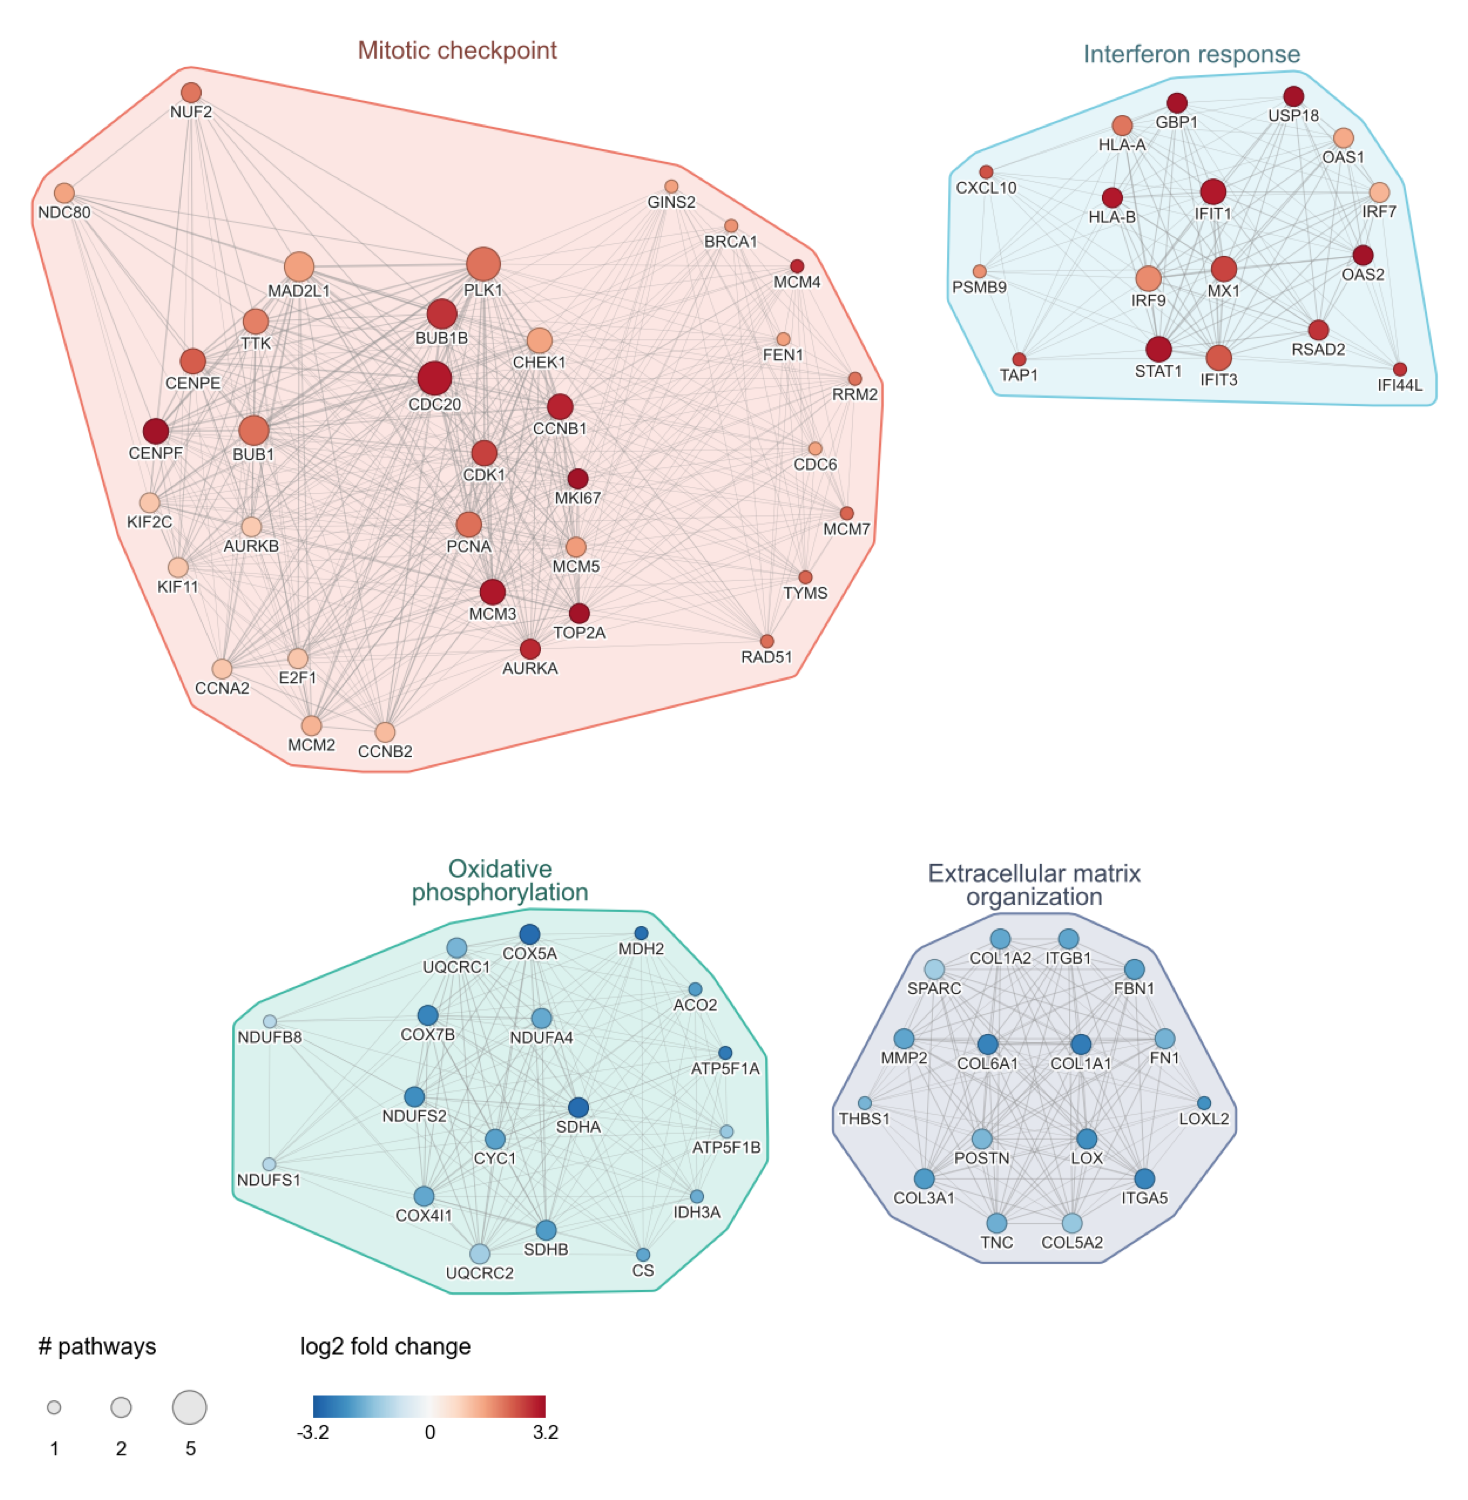 Mitotic checkpoint
NUF2
NDC80
GINS2
BRCA1
MCM4
MAD2L1
PLK1
BUB1B
TTK
CHEK1
FEN1
CENPE
CDC20
RRM2
CCNB1
CENPF
BUB1
CDK1
CDC6
MKI67
KIF2C
AURKB
PCNA
MCM7
MCM5
KIF11
TYMS
MCM3
TOP2A
RAD51
AURKA
E2F1
CCNA2
MCM2
CCNB2
Interferon response
GBP1
USP18
HLA-A
OAS1
CXCL10
HLA-B
IFIT1
IRF7
PSMB9
IRF9
MX1
OAS2
RSAD2
TAP1
STAT1
IFIT3
IFI44L
Oxidative
phosphorylation
UQCRC1
COX5A
MDH2
ACO2
NDUFB8
COX7B
NDUFA4
ATP5F1A
NDUFS2
SDHA
ATP5F1B
CYC1
NDUFS1
COX4I1
IDH3A
SDHB
UQCRC2
CS
Extracellular matrix
organization
COL1A2
ITGB1
SPARC
FBN1
MMP2
COL6A1
COL1A1
FN1
THBS1
LOXL2
POSTN
LOX
COL3A1
ITGA5
TNC
COL5A2
# pathways
1 2 5
log2 fold change
-3.2 0 3.2